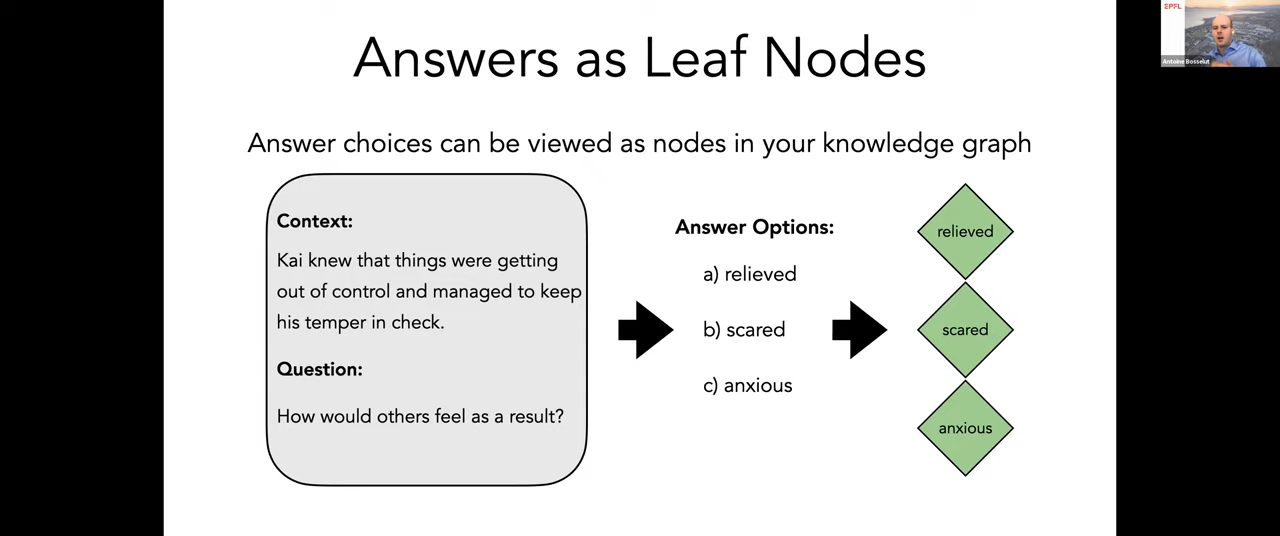 Answers as Leaf Nodes
Answer choices can be viewed as nodes in your knowledge graph
Context:
Kai knew that things were getting
out of control and managed to keep
his temper in check.
Question:
How would others feel as a result?
Answer Options:
a) relieved
b) scared
c) anxious
relieved
scared
anxious
EPFL
Antoine Bosselut